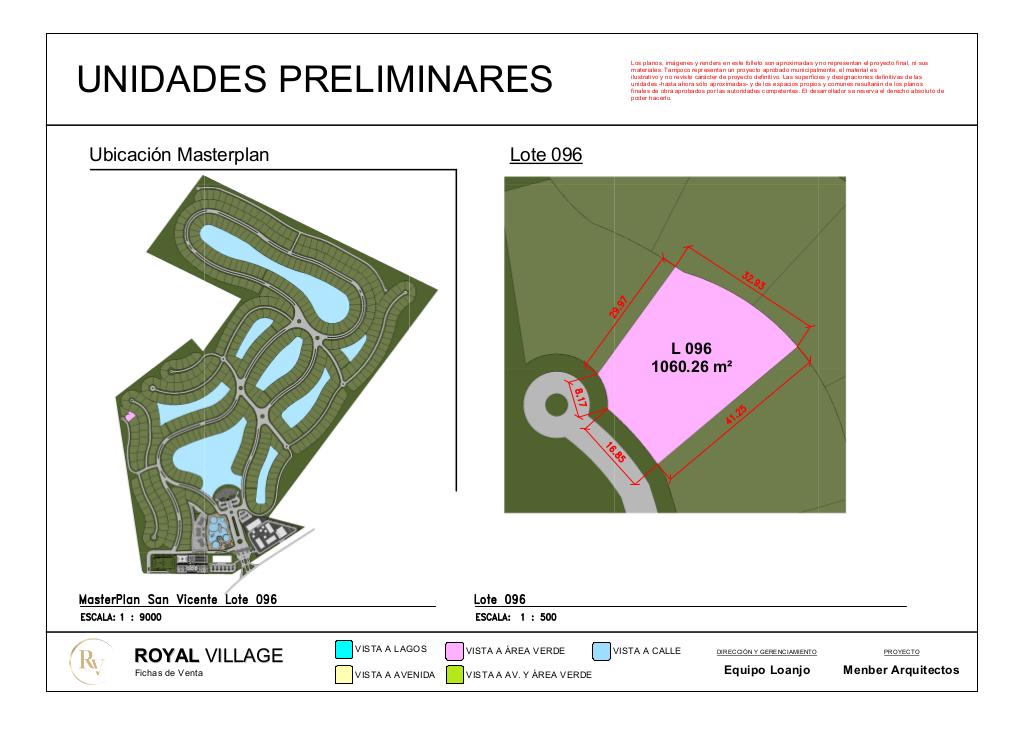 UNIDADES PRELIMINARES
Los planos, imágenes y renders en este folleto son aproximadas y no representan el proyecto final, ni sus
materiales. Tampoco representan un proyecto aprobado municipalmente, el material es
ilustrativo y no reviste carácter de proyecto definitivo. Las superficies y designaciones definitivas de las
unidades -hasta ahora sólo aproximadas- y de los espacios propios y comunes resultarán de los planos
finales de obra aprobados por las autoridades competentes. El desarrollador se reserva el derecho absoluto de
poder hacerlo.
Ubicación Masterplan
Lote 096
32.93
29.97
L 096
1060.26 m²
8.17
41.25
16.85
MasterPlan San Vicente Lote 096
ESCALA: 1 : 9000
Lote 096
ESCALA: 1 : 500
RV
ROYAL VILLAGE
Fichas de Venta
VISTA A LAGOS
VISTA A ÁREA VERDE
VISTA A CALLE
VISTA A AVENIDA
VISTA A AV. Y ÁREA VERDE
DIRECCIÓN Y GERENCIAMIENTO
Equipo Loanjo
PROYECTO
Menber Arquitectos